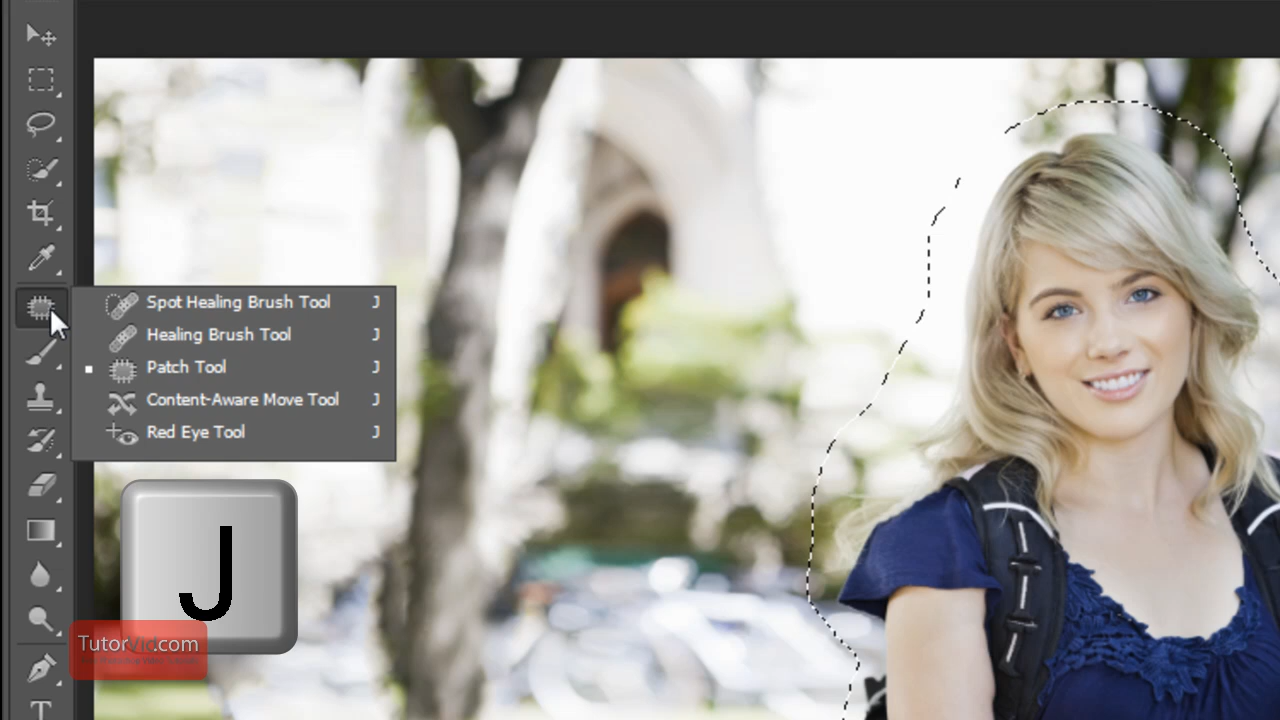 Spot Healing Brush Tool J
Healing Brush Tool J
Patch Tool J
Content-Aware Move Tool J
Red Eye Tool J
J
TutorVid.com
T